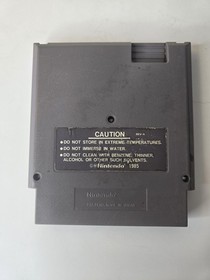 CAUTION
●DO NOT STORE IN EXTREME TEMPERATURES.
●DO NOT IMMERSE IN WATER.
●DO NOT CLEAN WITH BENZENE, THINNER,
ALCOHOL OR OTHER SUCH SOLVENTS.
©Nintendo 1985
Nintendo